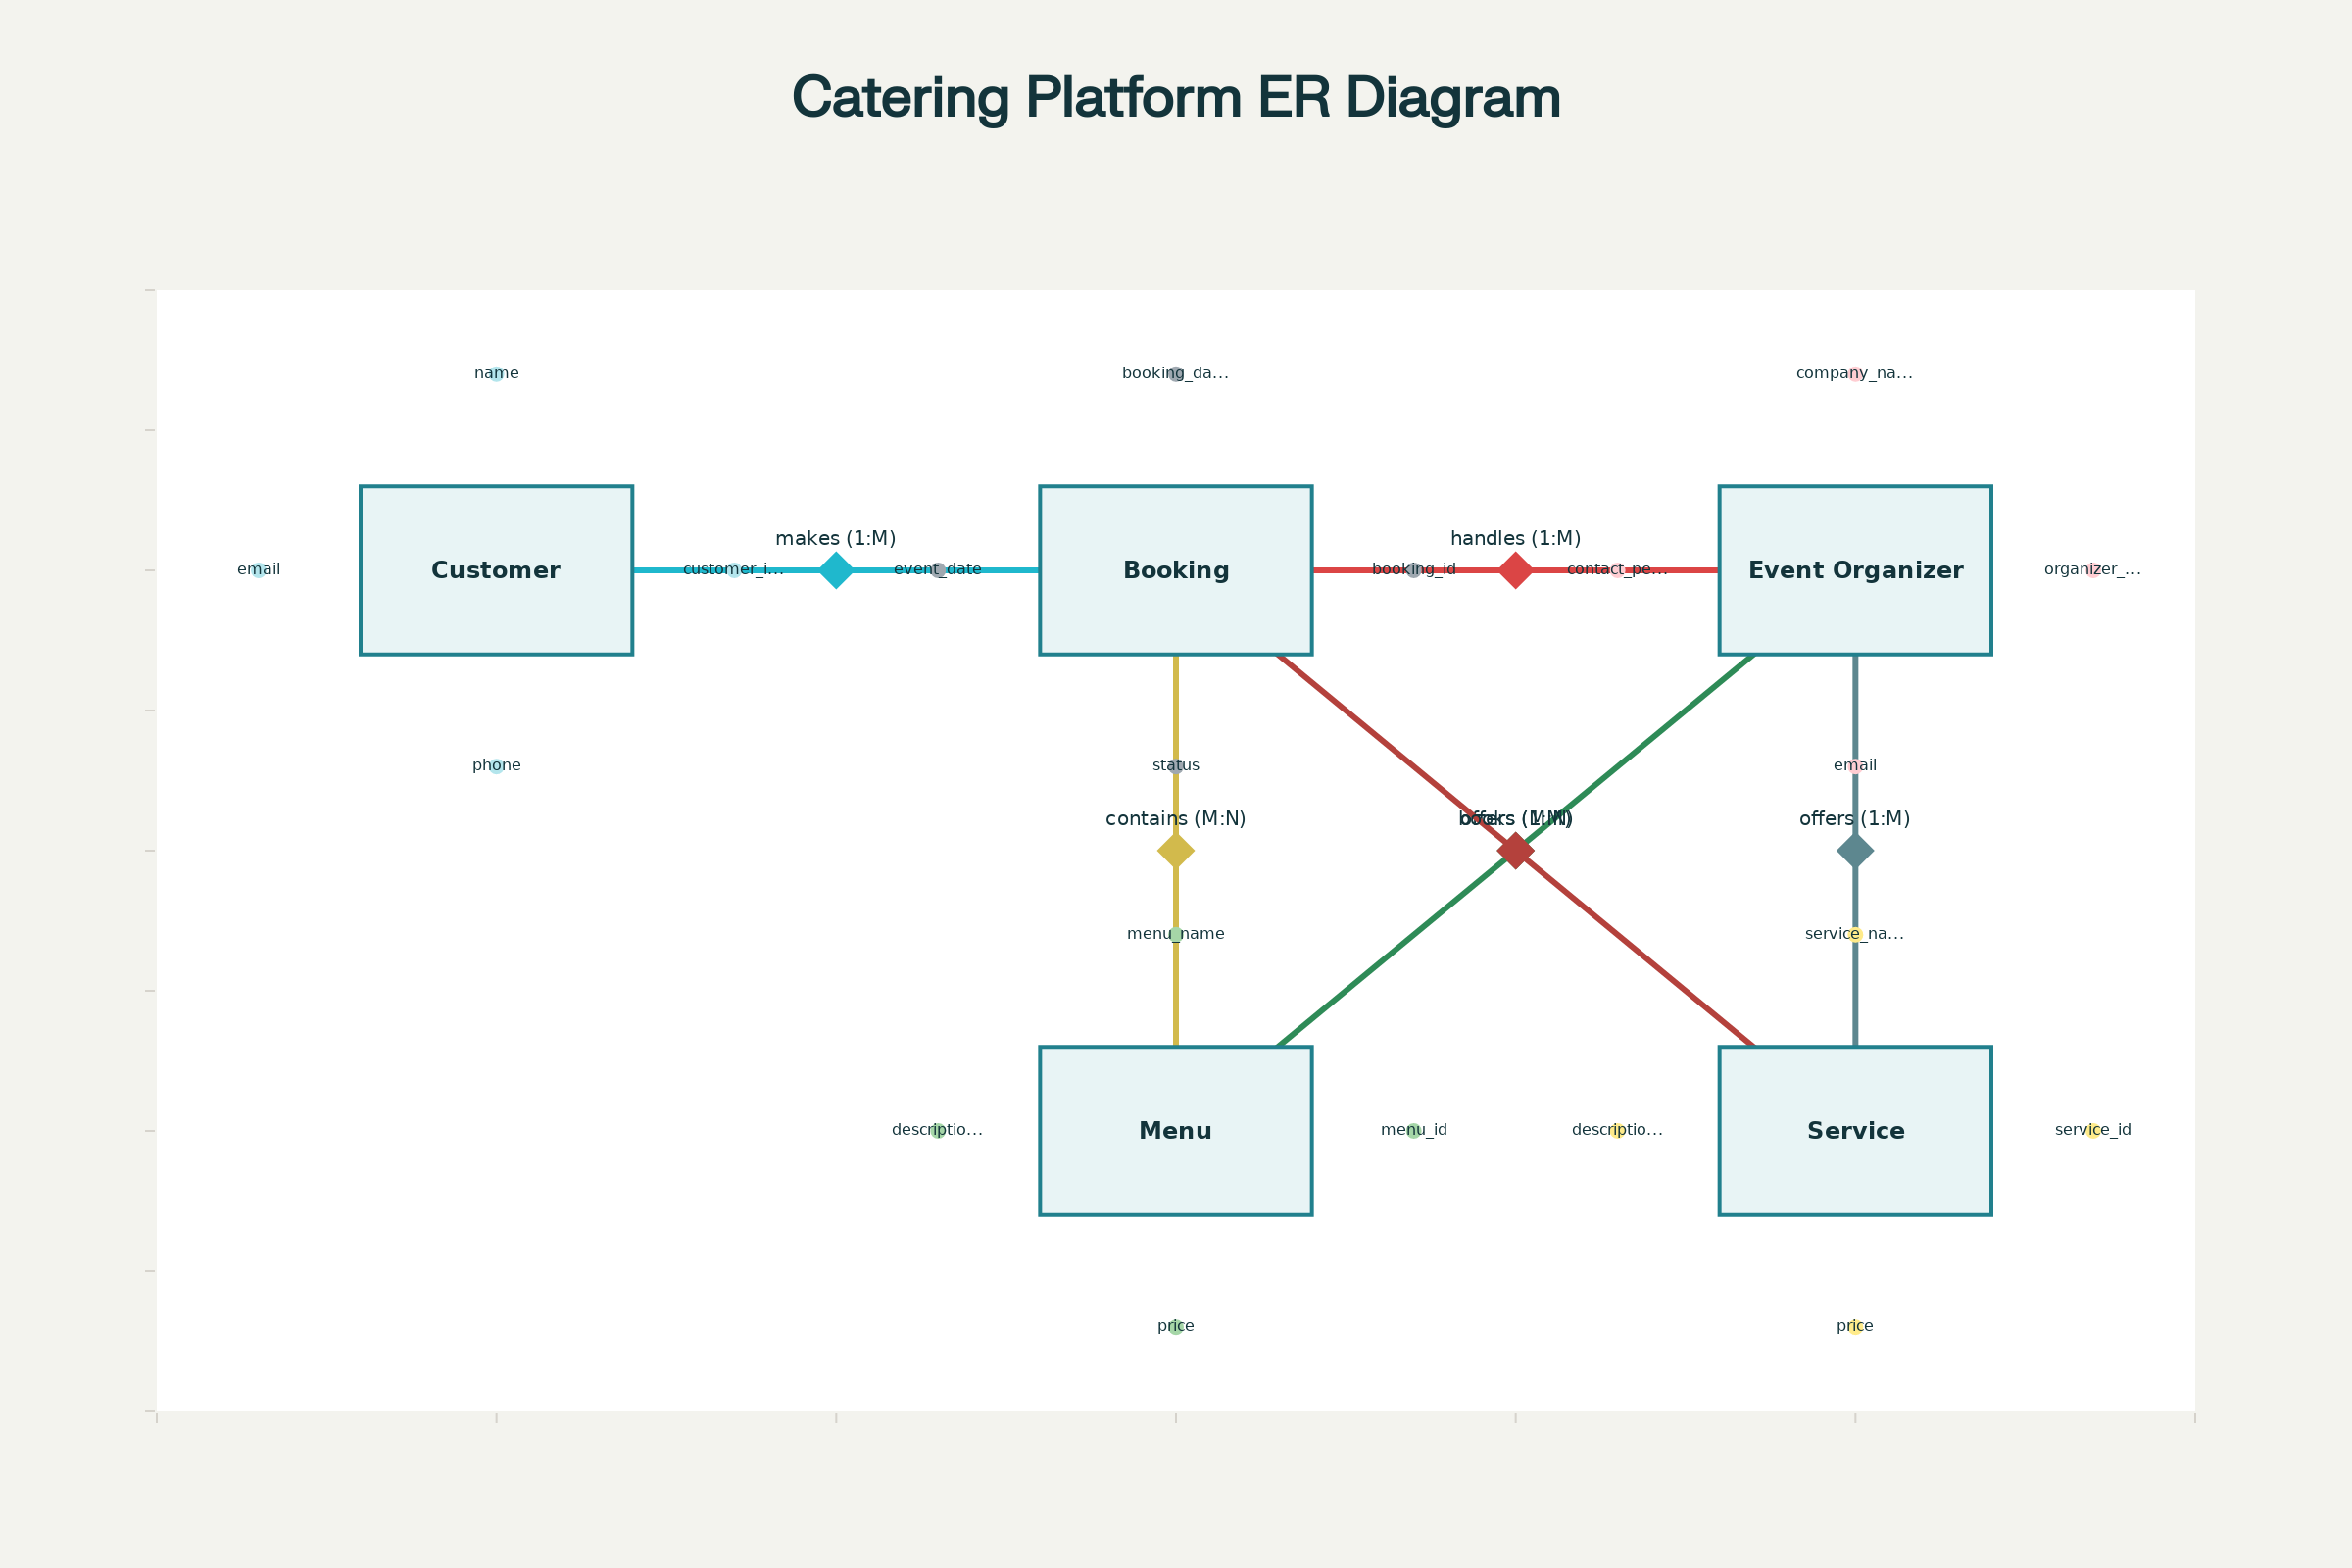 Catering Platform ER Diagram
name
booking_da...
company_na...
makes (1:M)
handles (1:M)
email
Customer
customer_i...
event_date
Booking
booking_id
contact_pe...
Event Organizer
organizer_...
phone
status
email
contains (M:N)
offers (1:M)
menu_name
service_na...
descriptio...
Menu
menu_id
descriptio...
Service
service_id
price
price